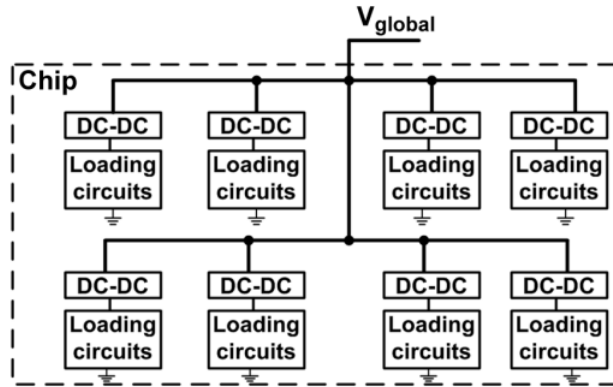 Vglobal
Chip
DC-DC DC-DC DC-DC DC-DC
Loading Loading Loading Loading
circuits circuits circuits circuits
DC-DC DC-DC DC-DC DC-DC
Loading Loading Loading Loading
circuits circuits circuits circuits